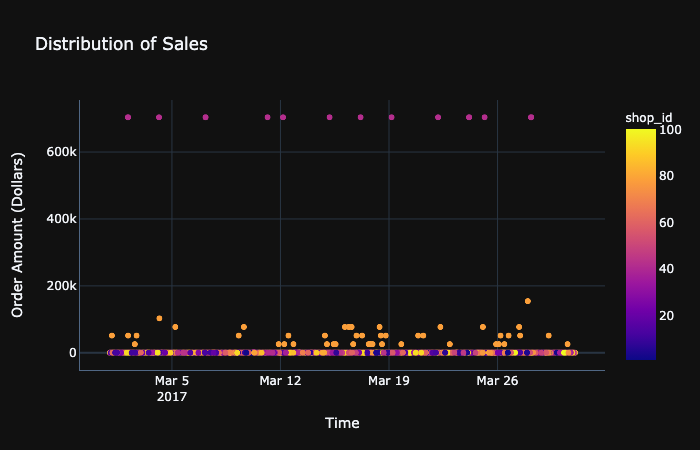 Distribution of Sales
shop_id
100
80
60
40
20
Order Amount (Dollars)
600k
400k
200k
0
Mar 5
2017
Mar 12
Mar 19
Mar 26
Time